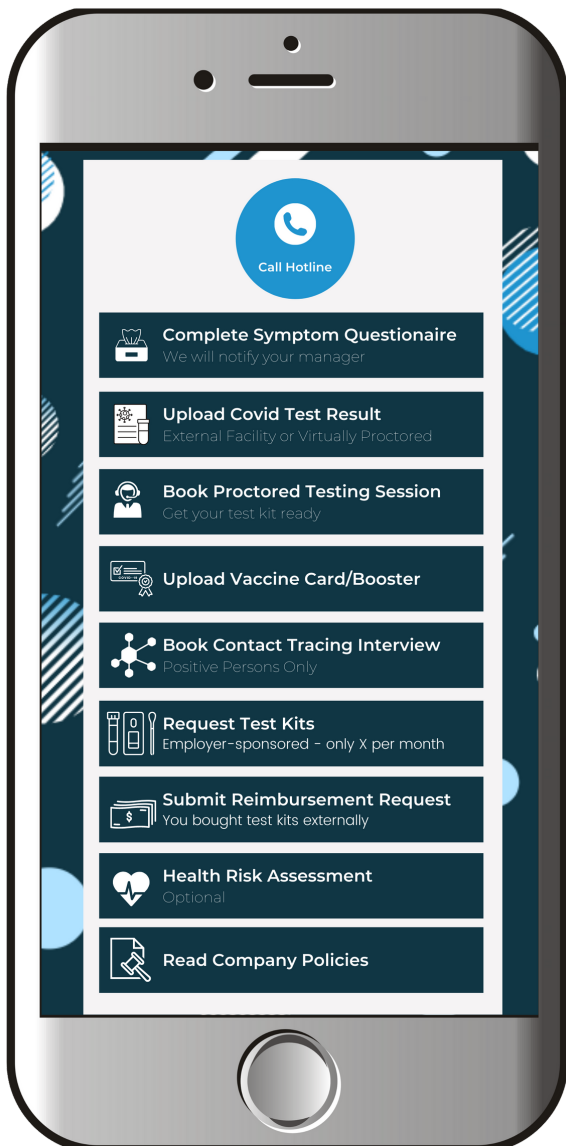 Call Hotline
Complete Symptom Questionaire
We will notify your manager
Upload Covid Test Result
External Facility or Virtually Proctored
Book Proctored Testing Session
Get your test kit ready
COVID-19
Upload Vaccine Card/Booster
Book Contact Tracing Interview
Positive Persons Only
Request Test Kits
Employer-sponsored - only X per month
$
Submit Reimbursement Request
You bought test kits externally
Health Risk Assessment
Optional
Read Company Policies